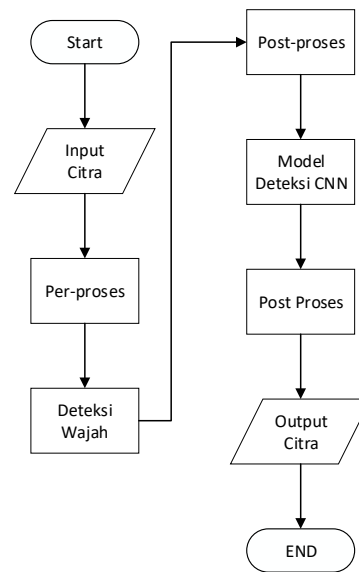 Start
Input
Citra
Per-proses
Deteksi
Wajah
Post-proses
Model
Deteksi CNN
Post Proses
Output
Citra
END